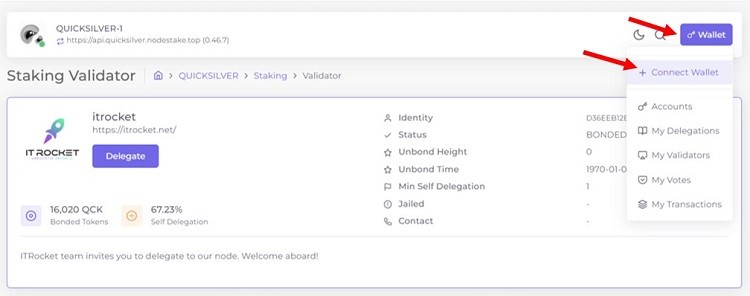 QUICKSILVER-1
https://api.quicksilver.nodestake.top (0.46.7)
Wallet
Connect Wallet
Accounts
My Delegations
My Validators
My Votes
My Transactions
Staking Validator
QUICKSILVER > Staking > Validator
itrocket
https://itrocket.net/
Delegate
IT ROCKET
16,020 QCK
Bonded Tokens
67.23%
Self Delegation
Identity D36EEB12E
Status BONDED
Unbond Height 0
Unbond Time 1970-01-0
Min Self Delegation 1
Jailed -
Contact -
ITRocket team invites you to delegate to our node. Welcome aboard!